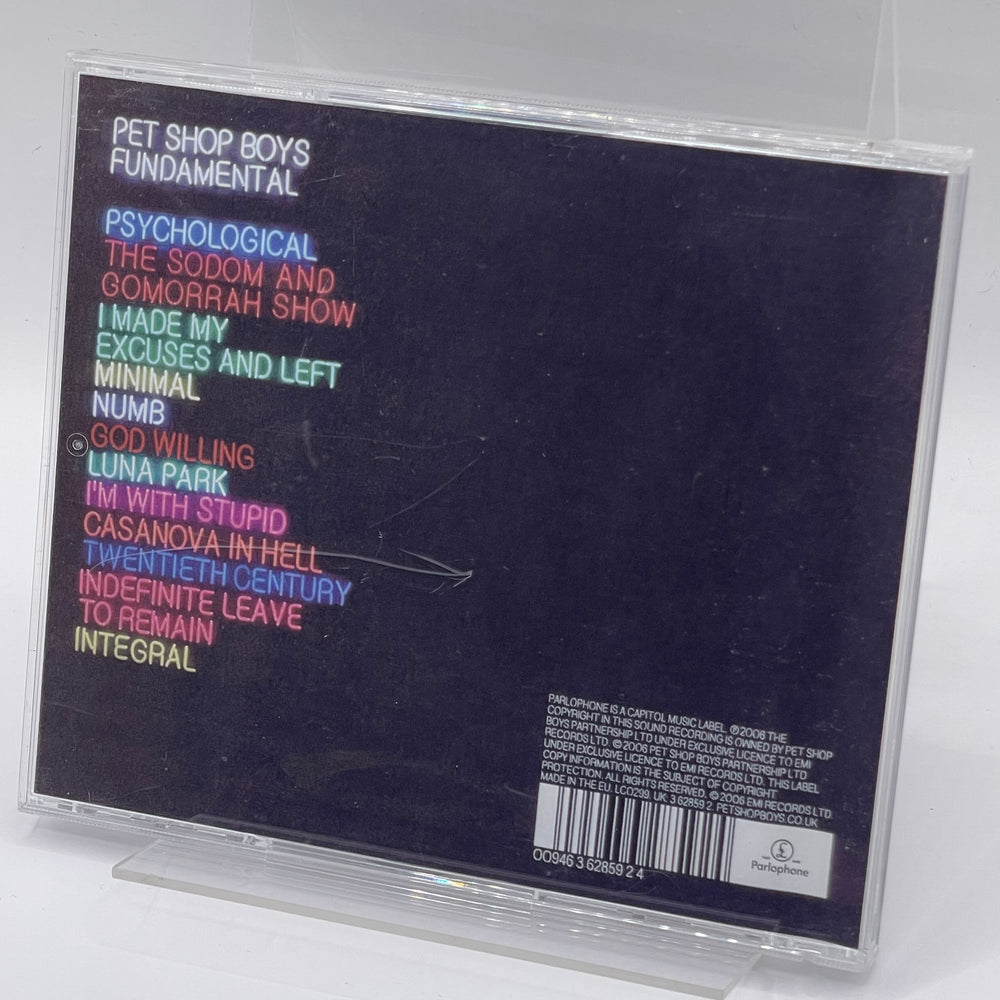 PET SHOP BOYS
FUNDAMENTAL
PSYCHOLOGICAL
THE SODOM AND
GOMORRAH SHOW
I MADE MY
EXCUSES AND LEFT
MINIMAL
NUMB
GOD WILLING
LUNA PARK
I'M WITH STUPID
CASANOVA IN HELL
TWENTIETH CENTURY
INDEFINITE LEAVE
TO REMAIN
INTEGRAL
PARLOPHONE IS A CAPITOL MUSIC LABEL. ℗ 2006 THE
COPYRIGHT IN THIS SOUND RECORDING IS OWNED BY PET SHOP
BOYS PARTNERSHIP LTD UNDER EXCLUSIVE LICENCE TO EMI
RECORDS LTD. © 2006 PET SHOP BOYS PARTNERSHIP LTD
UNDER EXCLUSIVE LICENCE TO EMI RECORDS LTD. THIS LABEL
COPY INFORMATION IS THE SUBJECT OF COPYRIGHT
PROTECTION. ALL RIGHTS RESERVED. © 2006 EMI RECORDS LTD.
MADE IN THE EU. LC0299. UK: 3 62859 2. PETSHOPBOYS.CO.UK
00946 3 62859 2 4
£
Parlophone